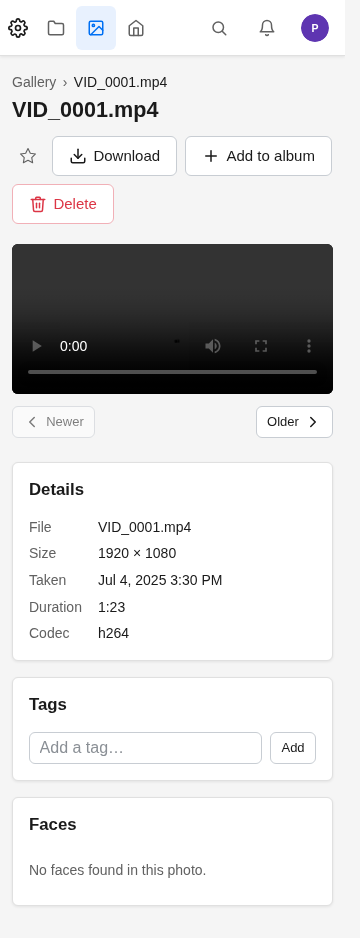 P
Gallery › VID_0001.mp4
VID_0001.mp4
Download
Add to album
Delete
0:00
Newer
Older
Details
File VID_0001.mp4
Size 1920 × 1080
Taken Jul 4, 2025 3:30 PM
Duration 1:23
Codec h264
Tags
Add a tag…
Add
Faces
No faces found in this photo.